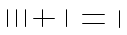 ||| + | = |